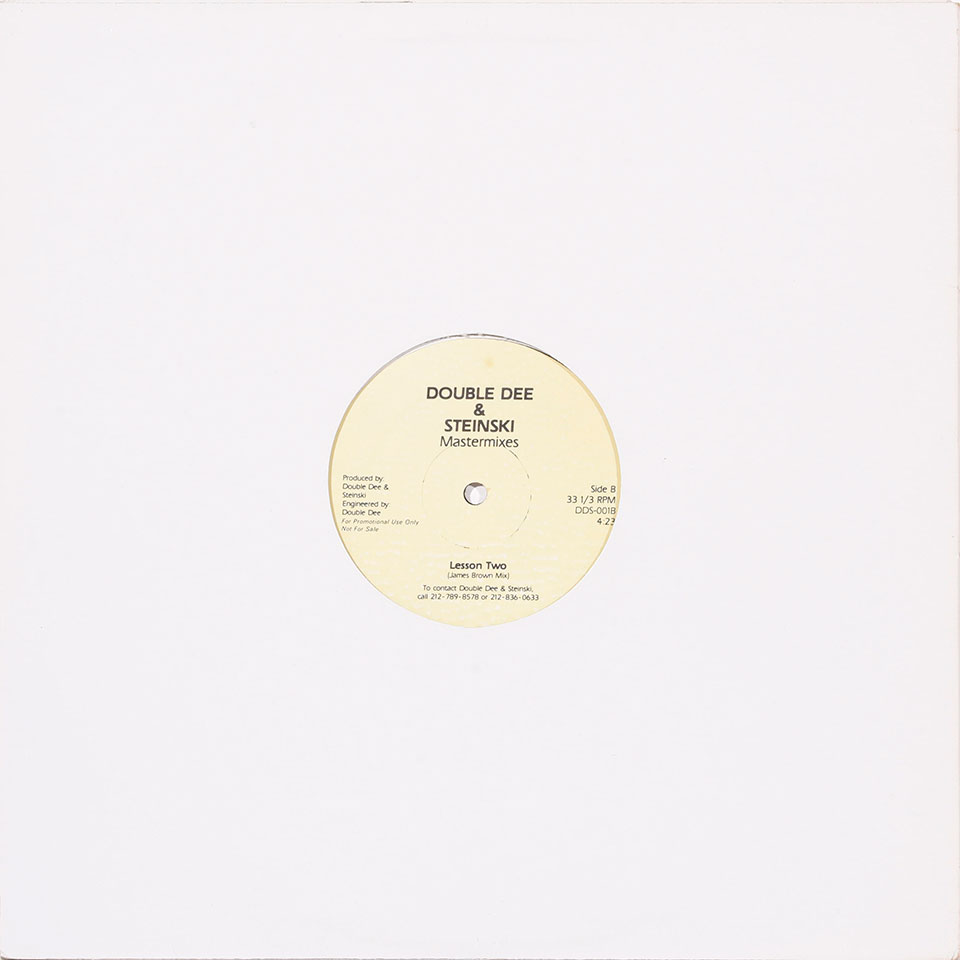 DOUBLE DEE
&
STEINSKI
Mastermixes
Produced by:
Double Dee &
Steinski
Engineered by:
Double Dee
For Promotional Use Only
Not For Sale
Side B
33 1/3 RPM
DDS-001B
4:23
Lesson Two
(James Brown Mix)
To contact Double Dee & Steinski,
call 212-789-8578 or 212-836-0633